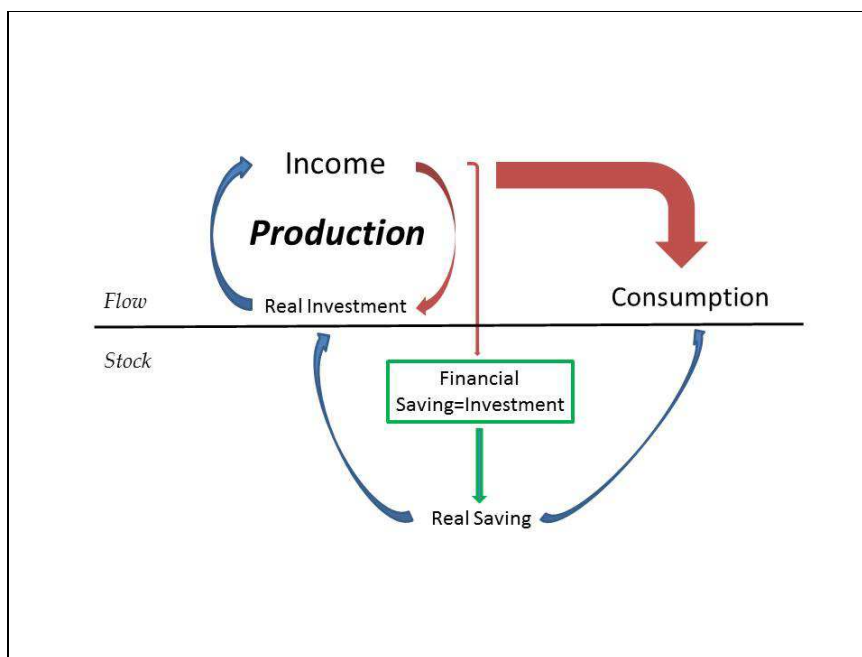 Income
Production
Flow
Real Investment
Consumption
Stock
Financial
Saving=Investment
Real Saving